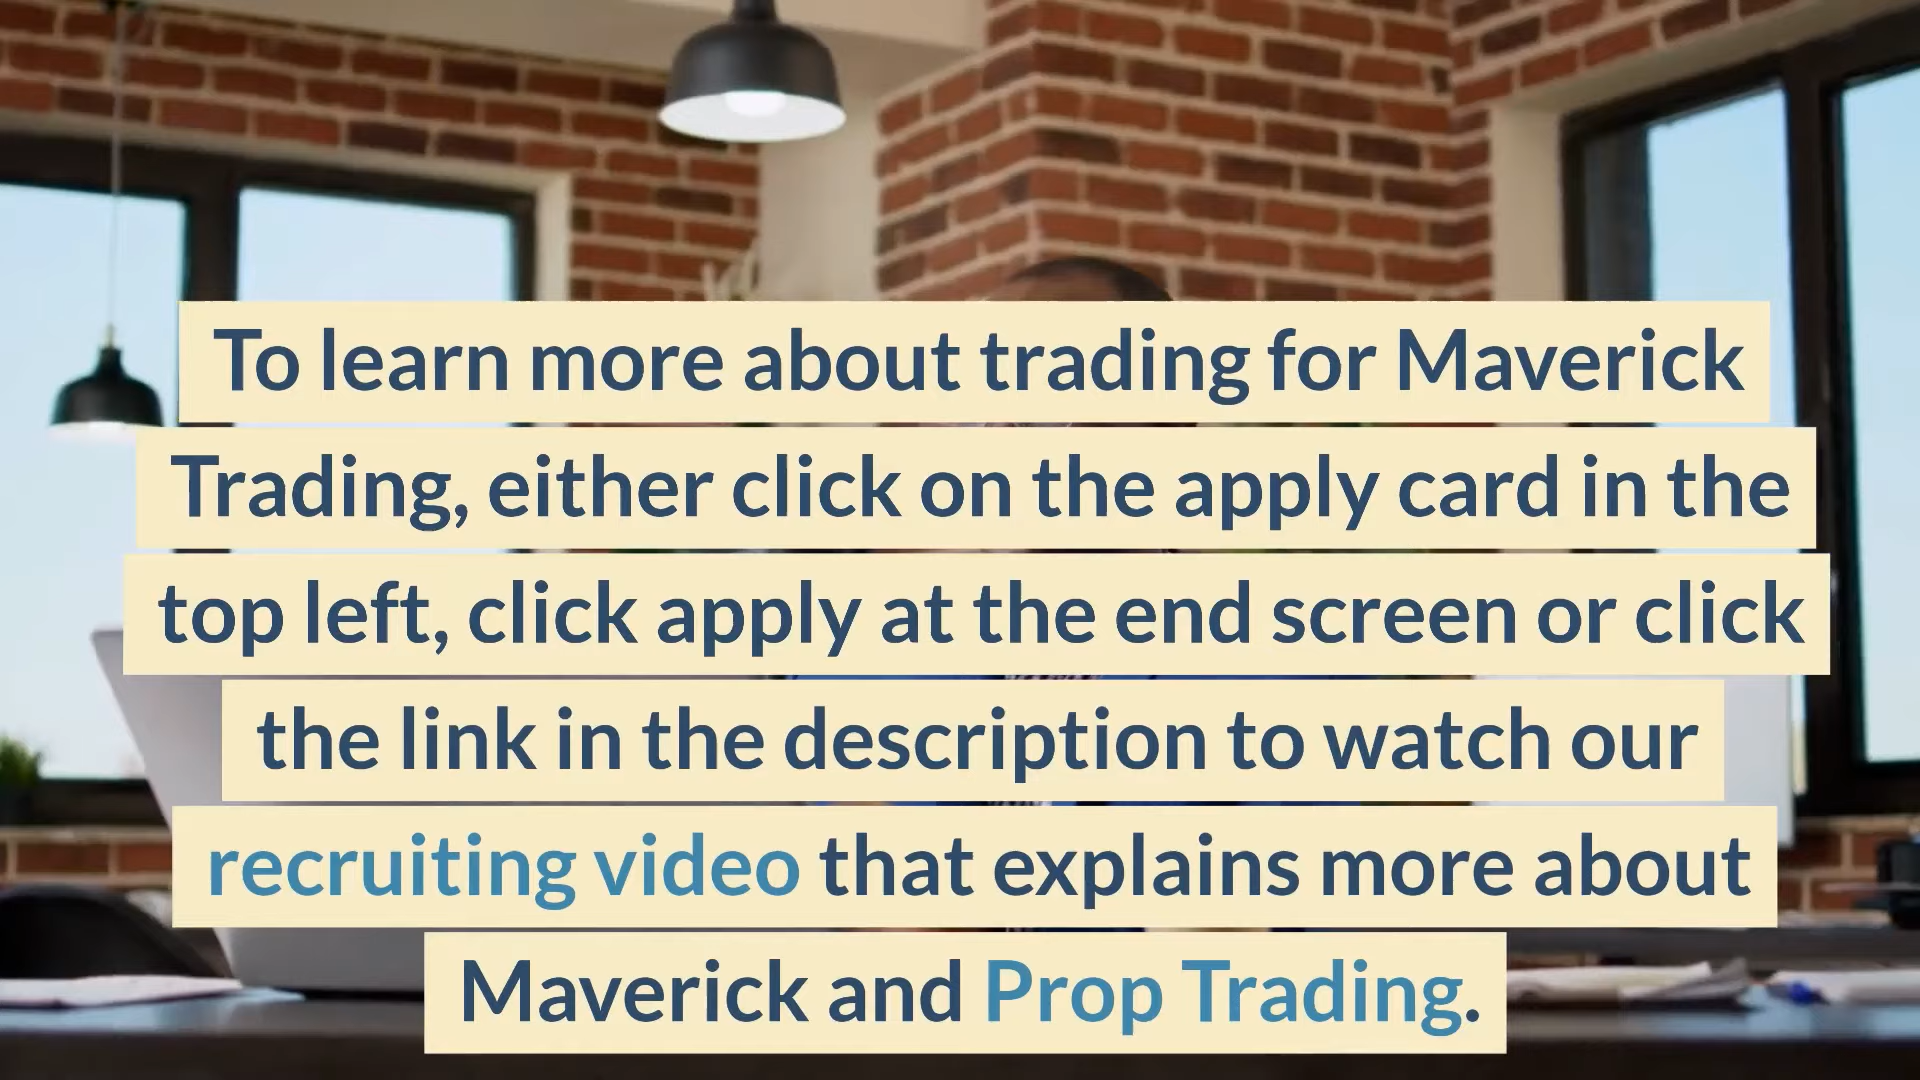 To learn more about trading for Maverick
Trading, either click on the apply card in the
top left, click apply at the end screen or click
the link in the description to watch our
recruiting video that explains more about
Maverick and Prop Trading.